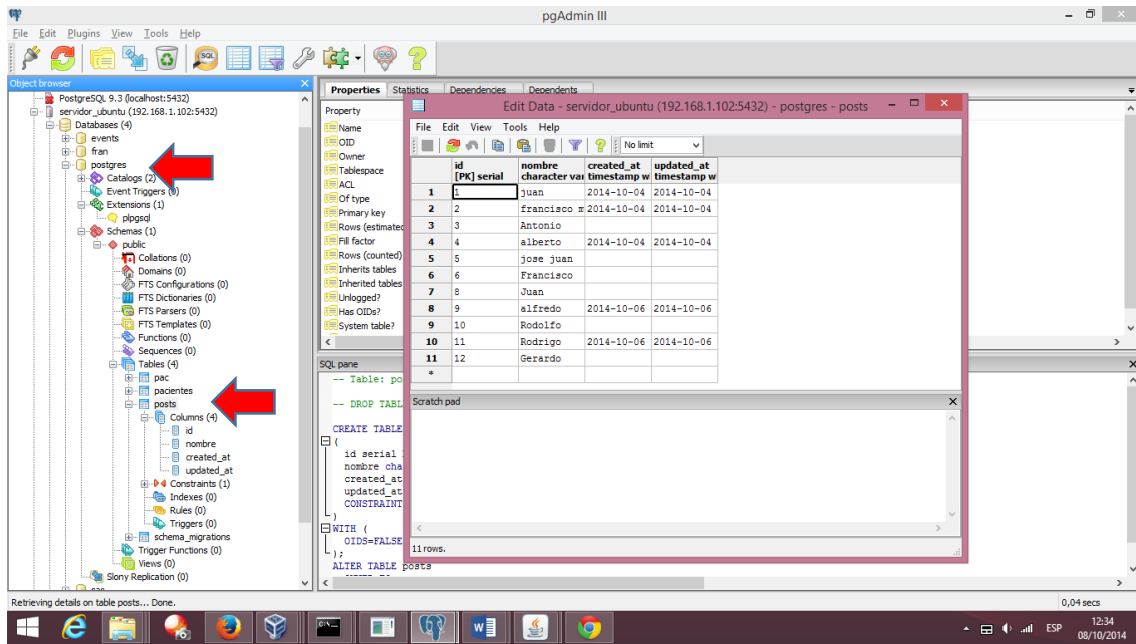 pgAdmin III
File Edit Plugins View Tools Help
SQL
Object browser
PostgreSQL 9.3 (localhost:5432)
servidor_ubuntu (192.168.1.102:5432)
Databases (4)
events
fran
postgres
Catalogs (2)
Event Triggers (0)
Extensions (1)
plpgsql
Schemas (1)
public
Collations (0)
Domains (0)
FTS Configurations (0)
FTS Dictionaries (0)
FTS Parsers (0)
FTS Templates (0)
Functions (0)
Sequences (0)
Tables (4)
pac
pacientes
posts
Columns (4)
id
nombre
created_at
updated_at
Constraints (1)
Indexes (0)
Rules (0)
Triggers (0)
schema_migrations
Trigger Functions (0)
Views (0)
Slony Replication (0)
Properties Statistics Dependencies Dependents
Property
Name
OID
Owner
Tablespace
ACL
Of type
Primary key
Rows (estimated
Fill factor
Rows (counted)
Inherits tables
Inherited tables
Unlogged?
Has OIDs?
System table?
SQL pane
-- Table: po
-- DROP TABL
CREATE TABLE
(
id serial
nombre cha
created_at
updated_at
CONSTRAINT
)
WITH (
OIDS=FALSE
);
ALTER TABLE posts
Edit Data - servidor_ubuntu (192.168.1.102:5432) - postgres - posts
File Edit View Tools Help
No limit
id nombre created_at updated_at
[PK] serial character var timestamp w timestamp w
1 1 juan 2014-10-04 2014-10-04
2 2 francisco m 2014-10-04 2014-10-04
3 3 Antonio
4 4 alberto 2014-10-04 2014-10-04
5 5 jose juan
6 6 Francisco
7 8 Juan
8 9 alfredo 2014-10-06 2014-10-06
9 10 Rodolfo
10 11 Rodrigo 2014-10-06 2014-10-06
11 12 Gerardo
*
Scratch pad
11 rows.
Retrieving details on table posts... Done.
0,04 secs
ESP
12:34
08/10/2014